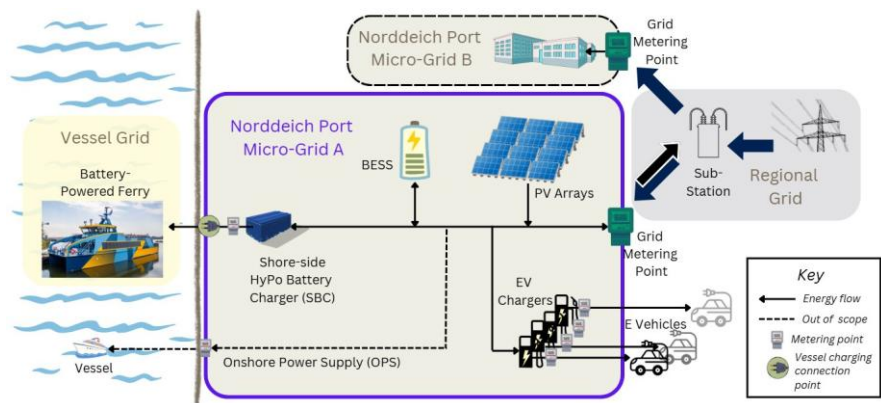 Norddeich Port
Micro-Grid B
Grid
Metering
Point
Vessel Grid
Battery-
Powered Ferry
Norddeich Port
Micro-Grid A
BESS
PV Arrays
Sub-
Station
Regional
Grid
Grid
Metering
Point
Shore-side
HyPo Battery
Charger (SBC)
EV
Chargers
E Vehicles
Vessel
Onshore Power Supply (OPS)
Key
Energy flow
Out of scope
Metering point
Vessel charging
connection
point